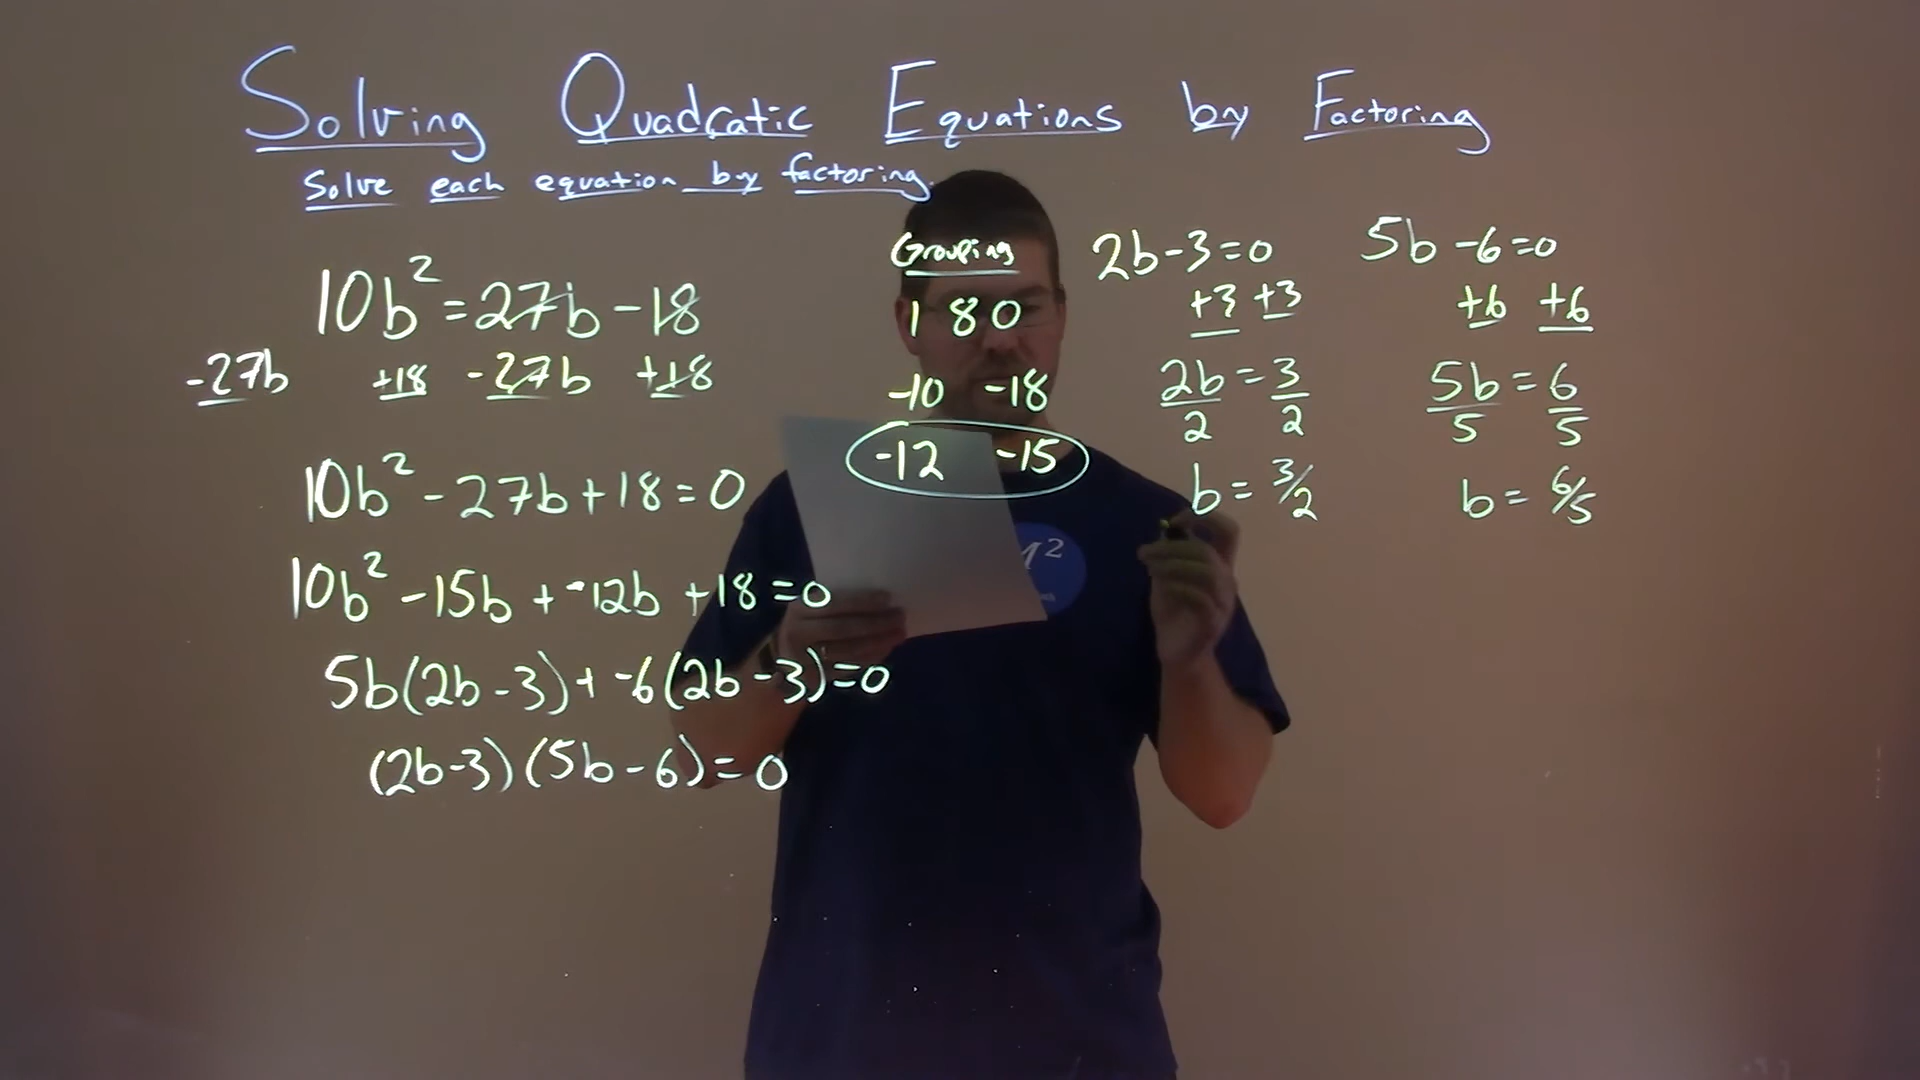 Solving Quadratic Equations by Factoring
Solve each equation by factoring.
10b² = 27b - 18
-27b +18 -27b +18
10b² - 27b + 18 = 0
10b² - 15b + -12b + 18 = 0
5b(2b - 3) + -6(2b - 3) = 0
(2b - 3)(5b - 6) = 0
Grouping
180
-10 -18
-12 -15
2b - 3 = 0
+3 +3
2b = 3
2 2
b = 3/2
5b - 6 = 0
+6 +6
5b = 6
5 5
b = 6/5